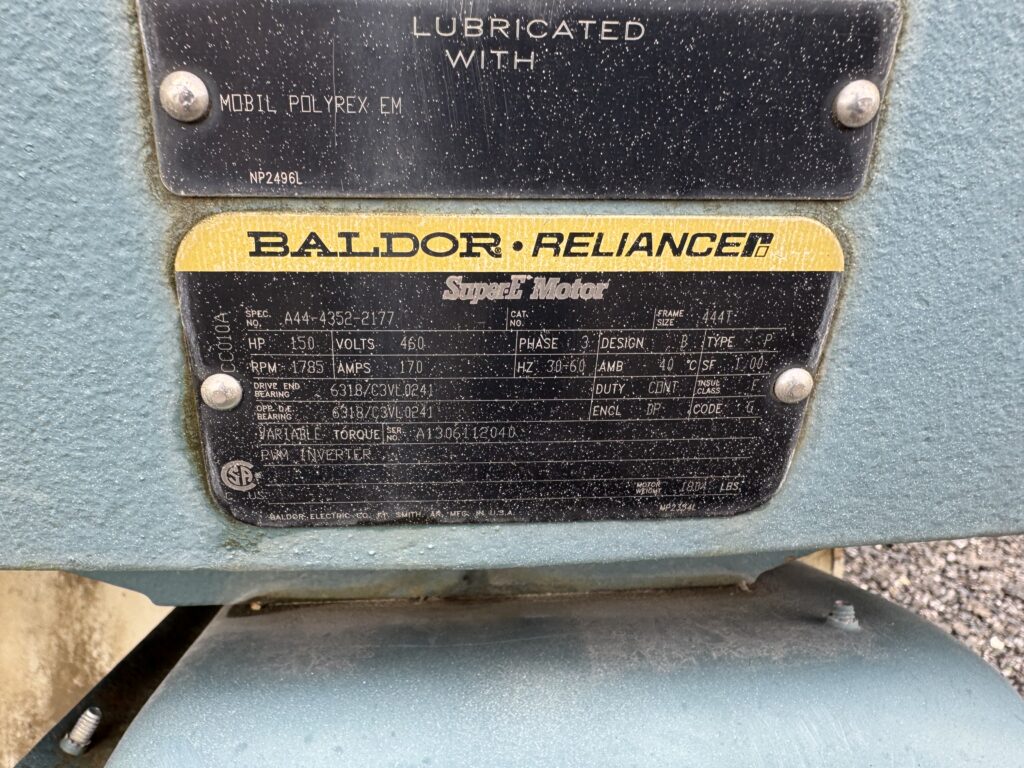 LUBRICATED
WITH
MOBIL POLYREX EM
NP2496L
BALDOR • RELIANCE
Super-E Motor
CC010A
SPEC. NO. A44-4352-2177 CAT. NO. FRAME SIZE 444T
HP 150 VOLTS 460 PHASE 3 DESIGN B TYPE P
RPM 1785 AMPS 170 HZ 30-60 AMB 40 °C SF 1.00
DRIVE END BEARING 6318/C3VL0241 DUTY CONT INSUL CLASS F
OPP. D.E. BEARING 6318/C3VL0241 ENCL DP CODE G
VARIABLE TORQUE SER. NO. A1306112040
PWM INVERTER
MOTOR WEIGHT 1804 LBS
BALDOR ELECTRIC CO. FT. SMITH, AR. MFG. IN U.S.A.